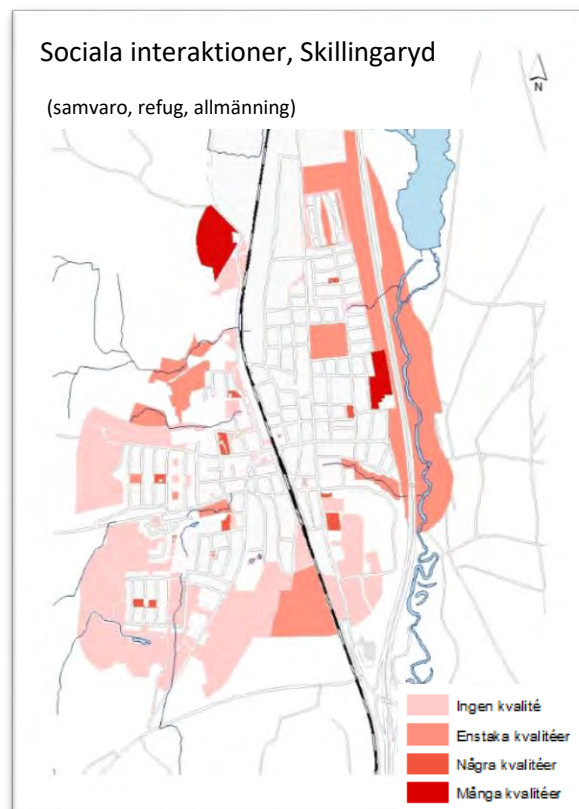 Sociala interaktioner, Skillingaryd
(samvaro, refug, allmänning)
N
Ingen kvalité
Enstaka kvalitéer
Några kvalitéer
Många kvalitéer